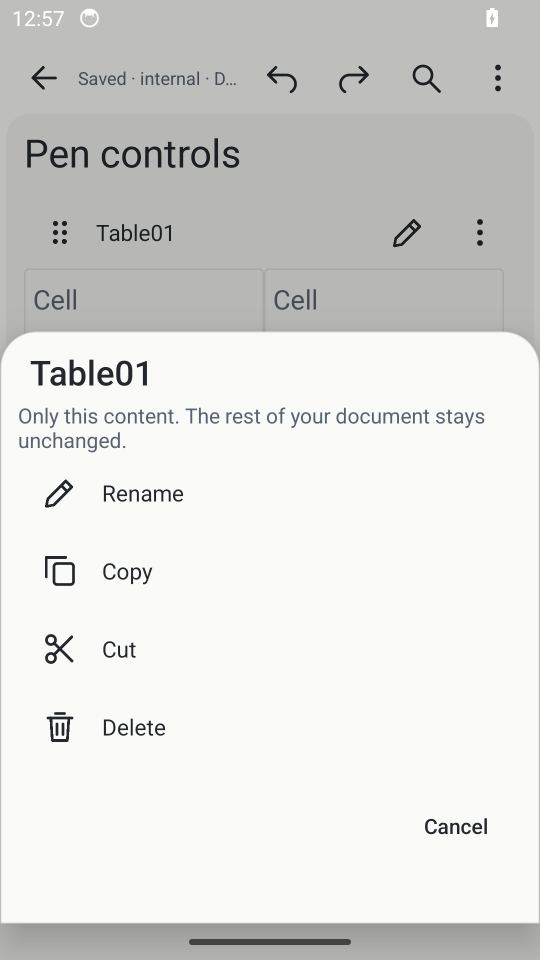 12:57
Saved · internal · D…
Pen controls
Table01
Cell Cell
Table01
Only this content. The rest of your document stays
unchanged.
Rename
Copy
Cut
Delete
Cancel